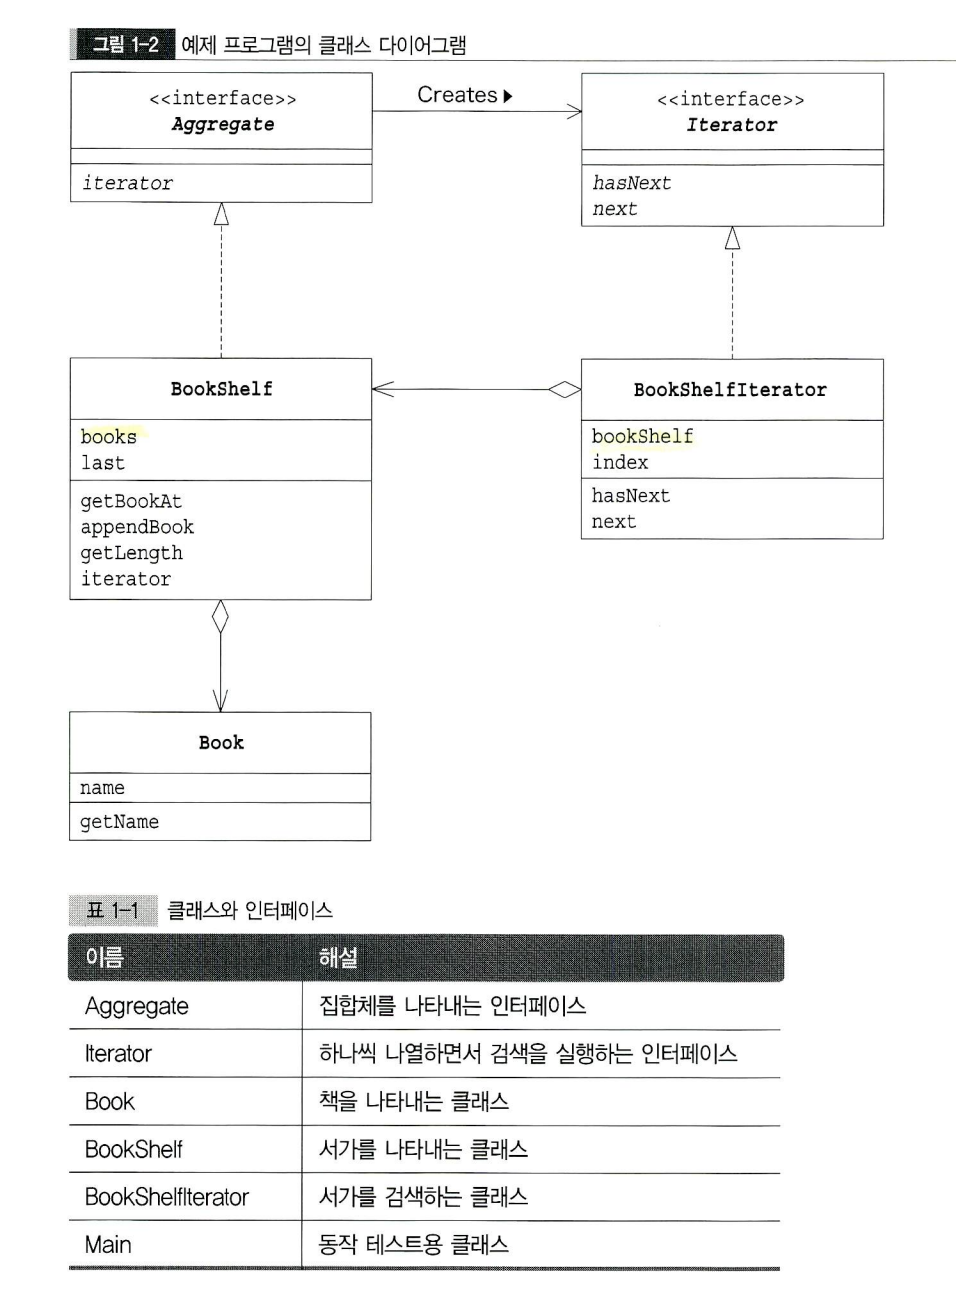 그림 1-2 예제 프로그램의 클래스 다이어그램
<<interface>>
Aggregate
iterator
Creates▶
<<interface>>
Iterator
hasNext
next
BookShelf
books
last
getBookAt
appendBook
getLength
iterator
BookShelfIterator
bookShelf
index
hasNext
next
Book
name
getName
표 1-1 클래스와 인터페이스
이름 해설
Aggregate 집합체를 나타내는 인터페이스
Iterator 하나씩 나열하면서 검색을 실행하는 인터페이스
Book 책을 나타내는 클래스
BookShelf 서가를 나타내는 클래스
BookShelfIterator 서가를 검색하는 클래스
Main 동작 테스트용 클래스